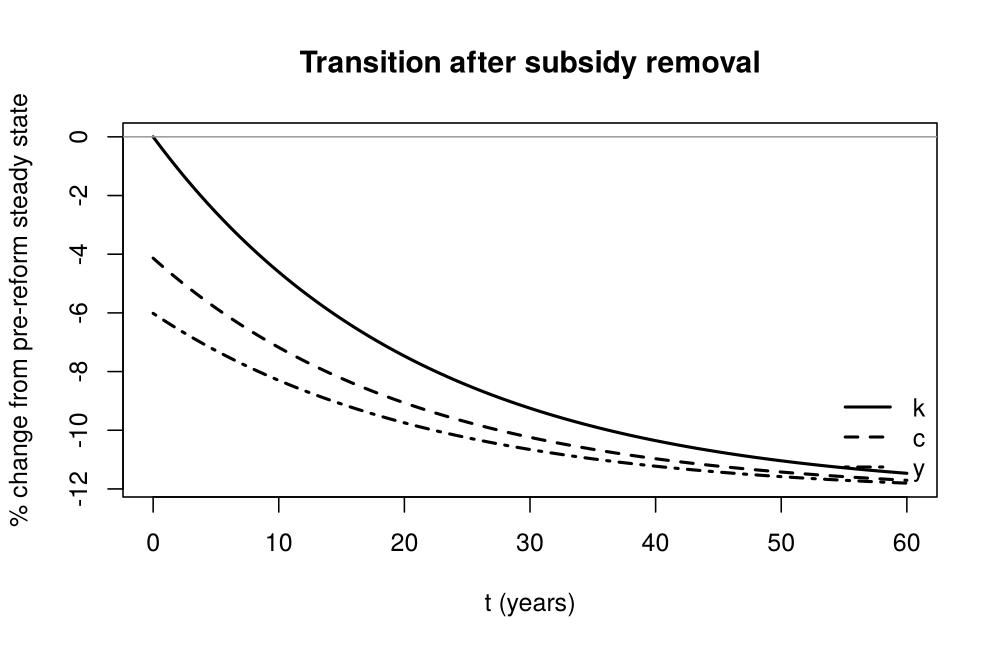 Transition after subsidy removal
% change from pre-reform steady state
0
-2
-4
-6
-8
-10
-12
k
c
y
0 10 20 30 40 50 60
t (years)